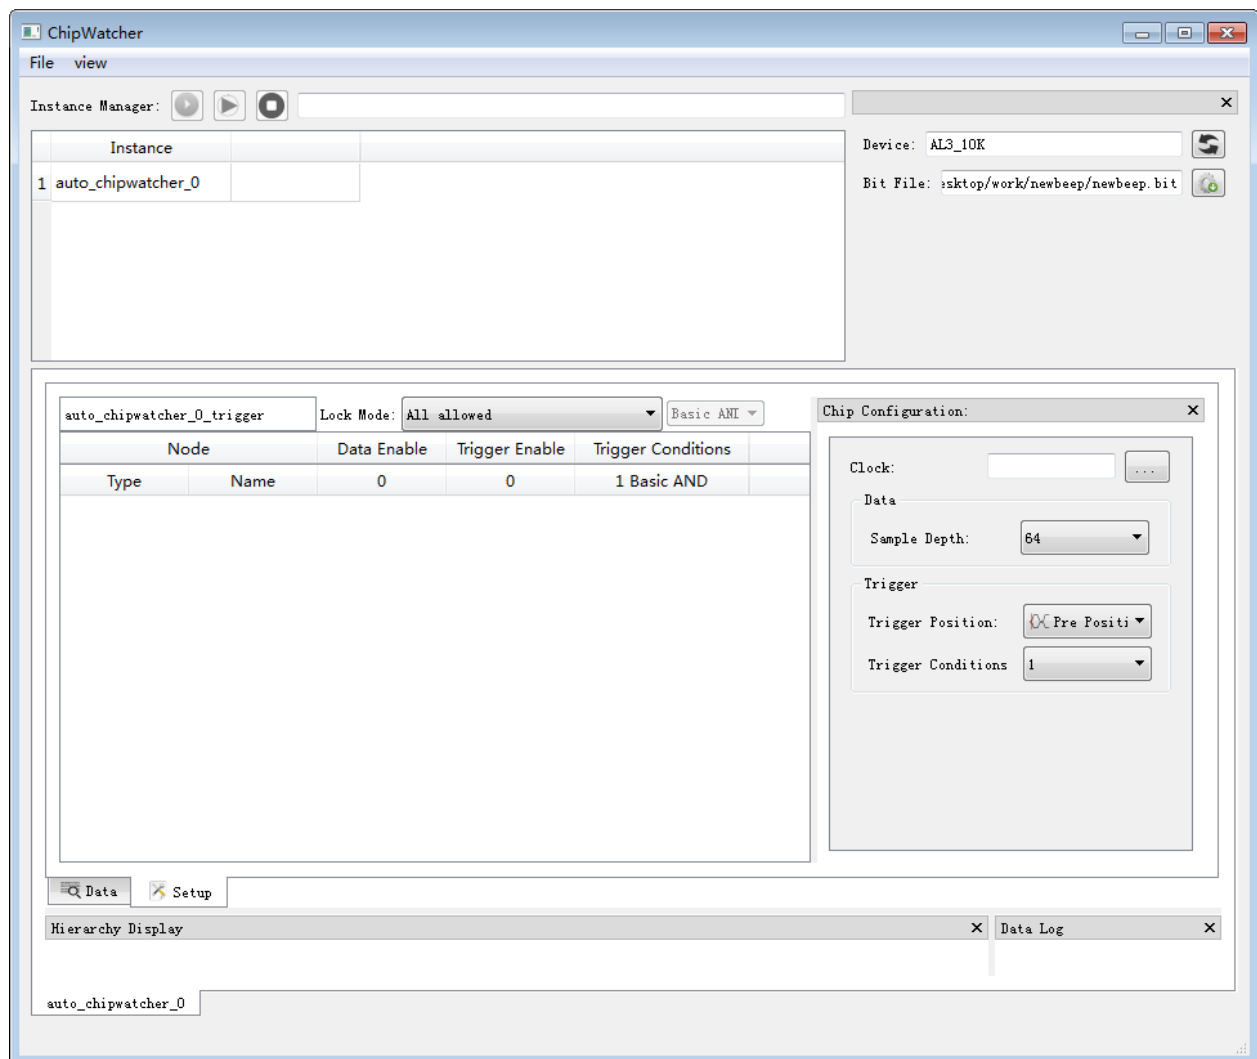 ChipWatcher
File view
Instance Manager:
Instance
1 auto_chipwatcher_0
Device: AL3_10K
Bit File: esktop/work/newbeep/newbeep.bit
auto_chipwatcher_0_trigger Lock Mode: All allowed Basic AND
Node Data Enable Trigger Enable Trigger Conditions
Type Name 0 0 1 Basic AND
Chip Configuration:
Clock: ...
Data
Sample Depth: 64
Trigger
Trigger Position: Pre Positi
Trigger Conditions 1
Data Setup
Hierarchy Display Data Log
auto_chipwatcher_0